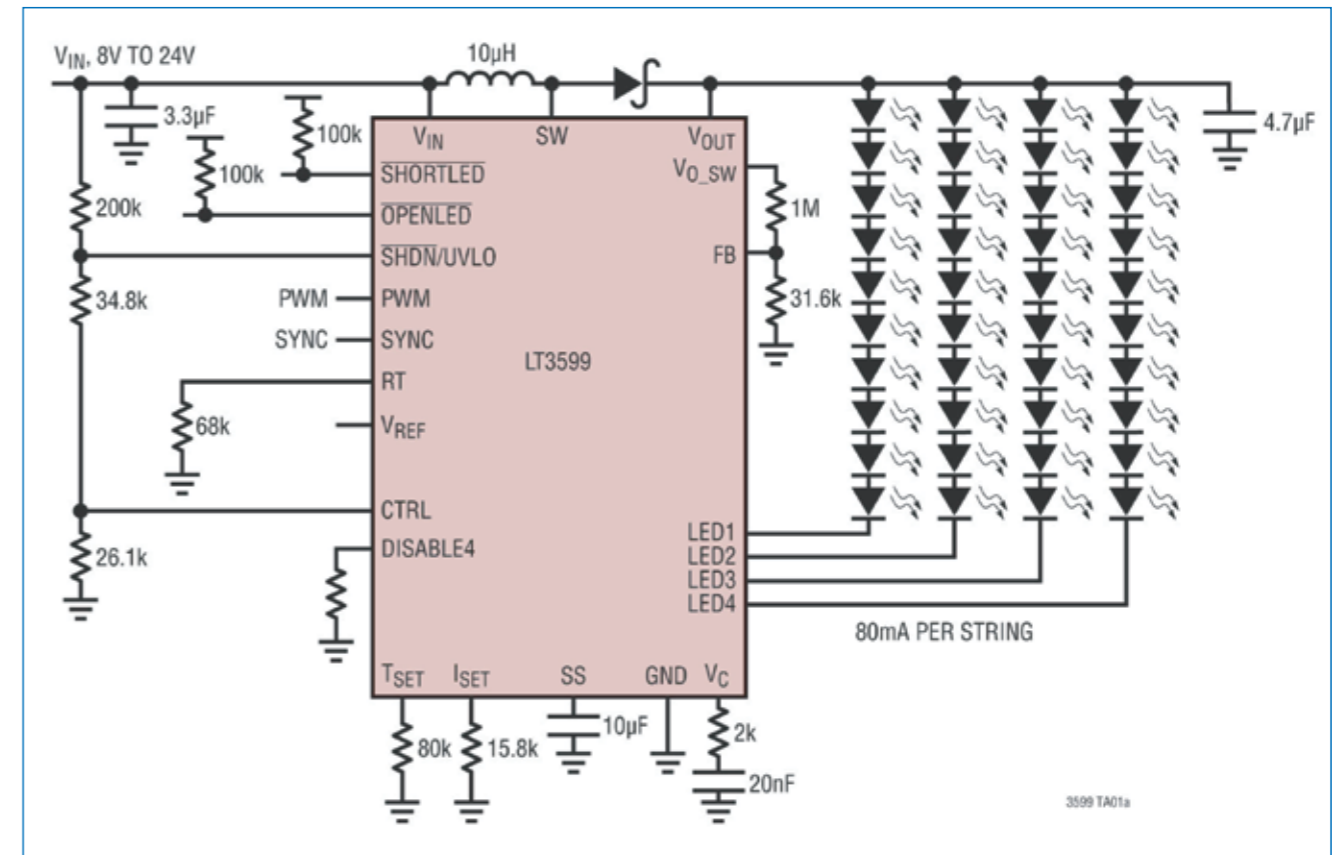 VIN, 8V TO 24V
10µH
3.3µF
100k
100k
200k
34.8k
26.1k
68k
4.7µF
VIN
SW
VOUT
SHORTLED
VO_SW
1M
OPENLED
SHDN/UVLO
FB
31.6k
PWM
PWM
SYNC
SYNC
LT3599
RT
VREF
CTRL
DISABLE4
LED1
LED2
LED3
LED4
80mA PER STRING
TSET
ISET
SS
GND
VC
80k
15.8k
10µF
2k
20nF
3599 TA01a